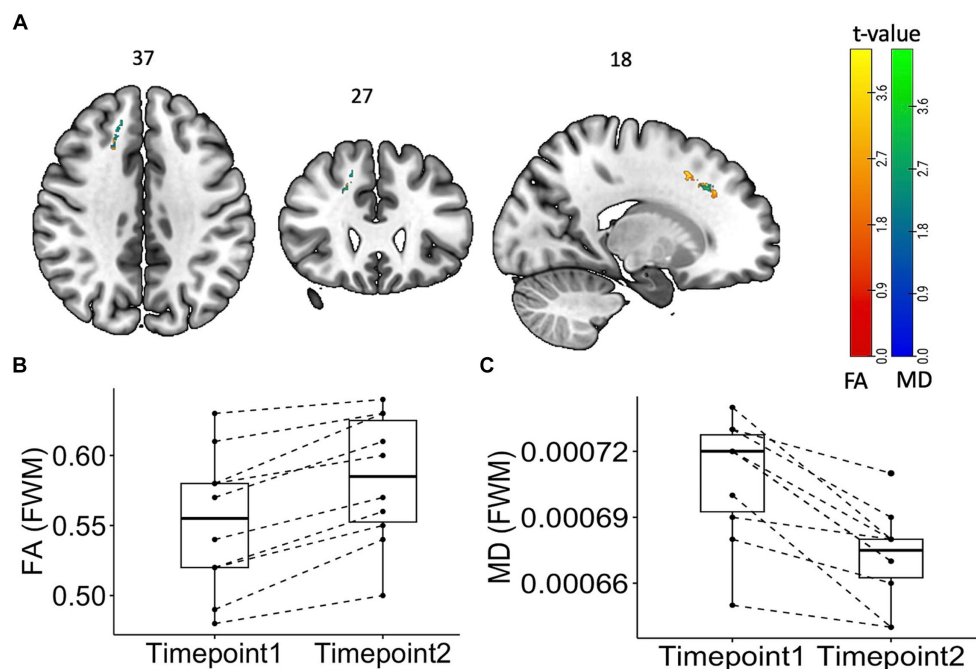 A
37
27
18
t-value
3.6
2.7
1.8
0.9
0.0
3.6
2.7
1.8
0.9
0.0
FA MD
B
FA (FWM)
0.60
0.55
0.50
Timepoint1 Timepoint2
C
MD (FWM)
0.00072
0.00069
0.00066
Timepoint1 Timepoint2